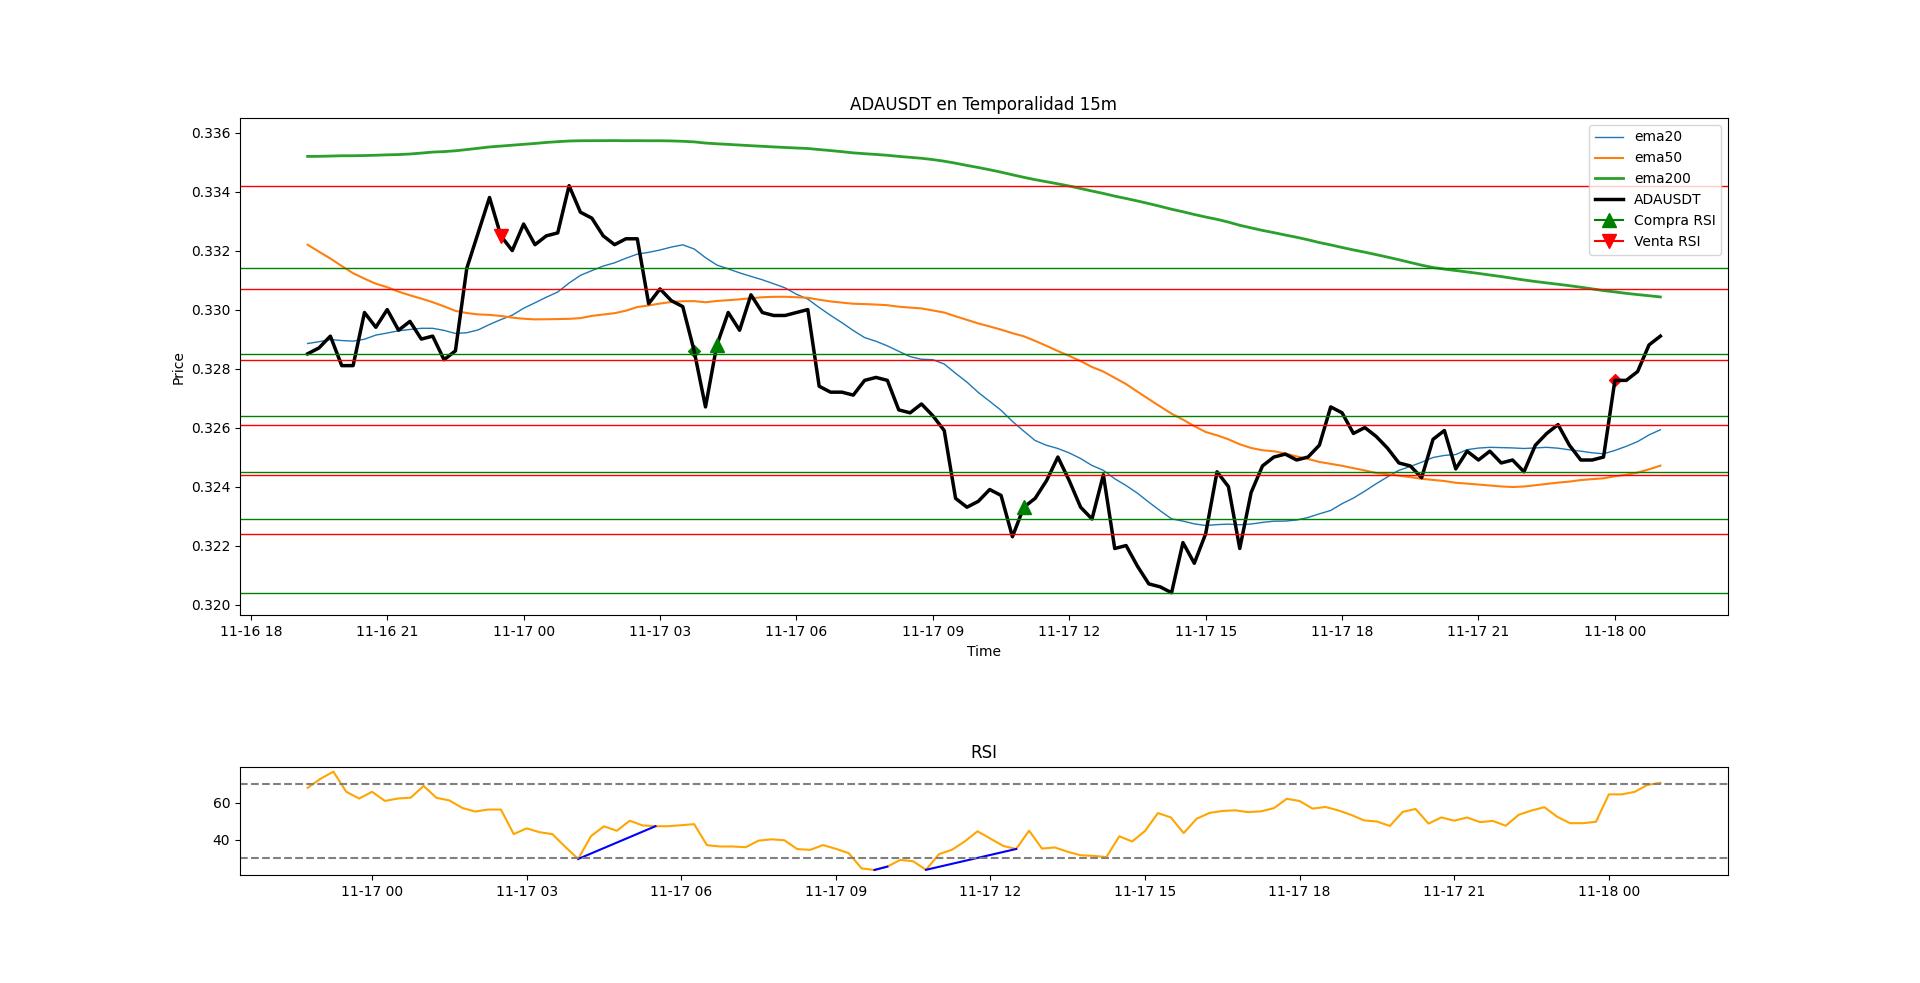 ADAUSDT en Temporalidad 15m
0.336
0.334
0.332
0.330
0.328
0.326
0.324
0.322
0.320
Price
ema20
ema50
ema200
ADAUSDT
Compra RSI
Venta RSI
11-16 18 11-16 21 11-17 00 11-17 03 11-17 06 11-17 09 11-17 12 11-17 15 11-17 18 11-17 21 11-18 00
Time
RSI
60
40
11-17 00 11-17 03 11-17 06 11-17 09 11-17 12 11-17 15 11-17 18 11-17 21 11-18 00